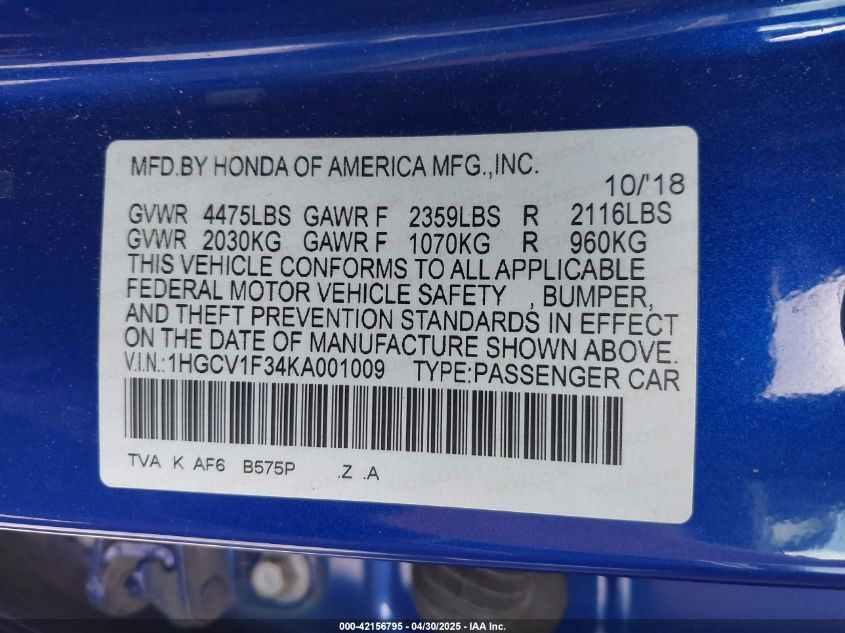 MFD.BY HONDA OF AMERICA MFG.,INC.
10/'18
GVWR 4475LBS GAWR F 2359LBS R 2116LBS
GVWR 2030KG GAWR F 1070KG R 960KG
THIS VEHICLE CONFORMS TO ALL APPLICABLE
FEDERAL MOTOR VEHICLE SAFETY , BUMPER,
AND THEFT PREVENTION STANDARDS IN EFFECT
ON THE DATE OF MANUFACTURE SHOWN ABOVE.
V.I.N.:1HGCV1F34KA001009 TYPE:PASSENGER CAR
TVA K AF6 B575P .Z .A
000-42156795 - 04/30/2025 - IAA Inc.